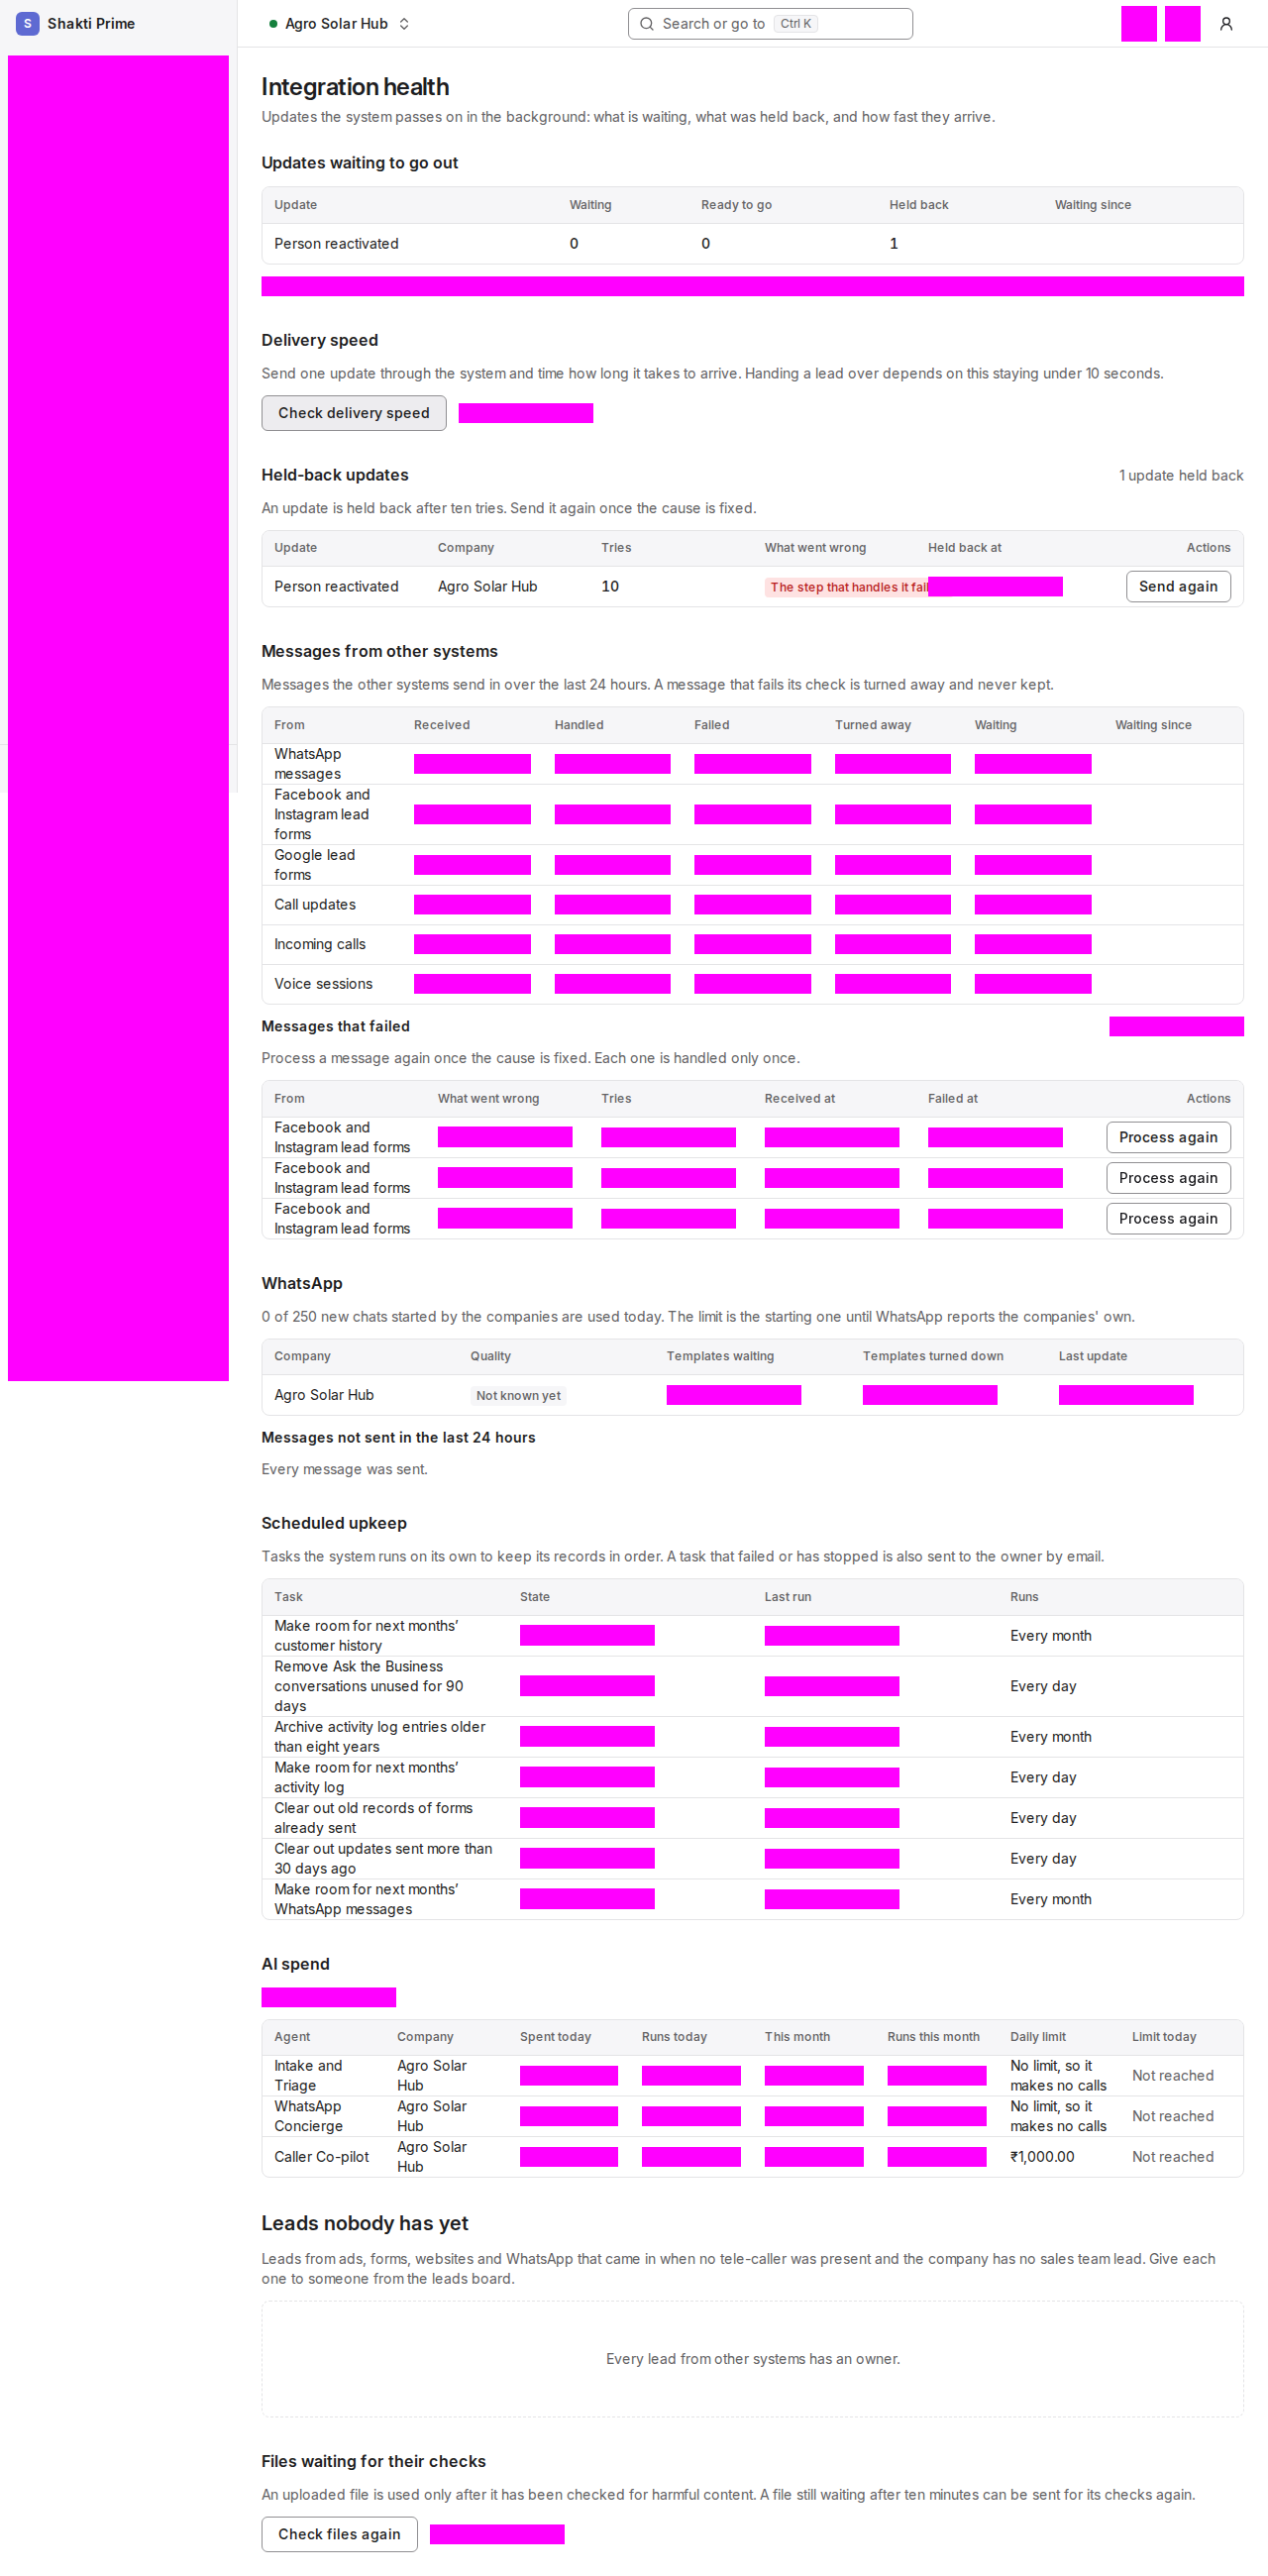 S Shakti Prime
Agro Solar Hub
Search or go to Ctrl K
Integration health
Updates the system passes on in the background: what is waiting, what was held back, and how fast they arrive.
Updates waiting to go out
Update Waiting Ready to go Held back Waiting since
Person reactivated 0 0 1
Delivery speed
Send one update through the system and time how long it takes to arrive. Handing a lead over depends on this staying under 10 seconds.
Check delivery speed
Held-back updates 1 update held back
An update is held back after ten tries. Send it again once the cause is fixed.
Update Company Tries What went wrong Held back at Actions
Person reactivated Agro Solar Hub 10 The step that handles it Send again
Messages from other systems
Messages the other systems send in over the last 24 hours. A message that fails its check is turned away and never kept.
From Received Handled Failed Turned away Waiting Waiting since
WhatsApp
messages
Facebook and
Instagram lead
forms
Google lead
forms
Call updates
Incoming calls
Voice sessions
Messages that failed
Process a message again once the cause is fixed. Each one is handled only once.
From What went wrong Tries Received at Failed at Actions
Facebook and
Instagram lead forms
Process again
Facebook and
Instagram lead forms
Process again
Facebook and
Instagram lead forms
Process again
WhatsApp
0 of 250 new chats started by the companies are used today. The limit is the starting one until WhatsApp reports the companies' own.
Company Quality Templates waiting Templates turned down Last update
Agro Solar Hub Not known yet
Messages not sent in the last 24 hours
Every message was sent.
Scheduled upkeep
Tasks the system runs on its own to keep its records in order. A task that failed or has stopped is also sent to the owner by email.
Task State Last run Runs
Make room for next months’
customer history
Every month
Remove Ask the Business
conversations unused for 90
days
Every day
Archive activity log entries older
than eight years
Every month
Make room for next months’
activity log
Every day
Clear out old records of forms
already sent
Every day
Clear out updates sent more than
30 days ago
Every day
Make room for next months’
WhatsApp messages
Every month
AI spend
Agent Company Spent today Runs today This month Runs this month Daily limit Limit today
Intake and
Triage
Agro Solar
Hub
No limit, so it
makes no calls
Not reached
WhatsApp
Concierge
Agro Solar
Hub
No limit, so it
makes no calls
Not reached
Caller Co-pilot
Agro Solar
Hub
₹1,000.00
Not reached
Leads nobody has yet
Leads from ads, forms, websites and WhatsApp that came in when no tele-caller was present and the company has no sales team lead. Give each
one to someone from the leads board.
Every lead from other systems has an owner.
Files waiting for their checks
An uploaded file is used only after it has been checked for harmful content. A file still waiting after ten minutes can be sent for its checks again.
Check files again